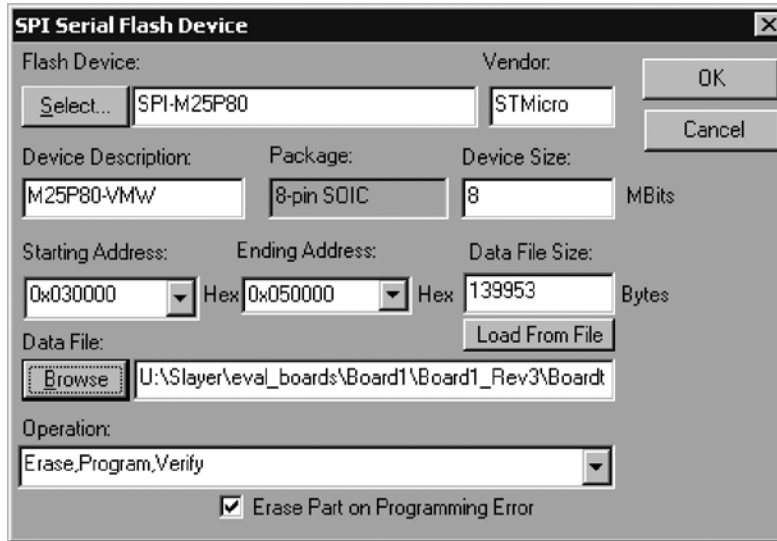 SPI Serial Flash Device
Flash Device: Vendor:
Select... SPI-M25P80 STMicro OK
Cancel
Device Description: Package: Device Size:
M25P80-VMW 8-pin SOIC 8 MBits
Starting Address: Ending Address: Data File Size:
0x030000 Hex 0x050000 Hex 139953 Bytes
Load From File
Data File:
Browse U:\Slayer\eval_boards\Board1\Board1_Rev3\Boardt
Operation:
Erase,Program,Verify
Erase Part on Programming Error